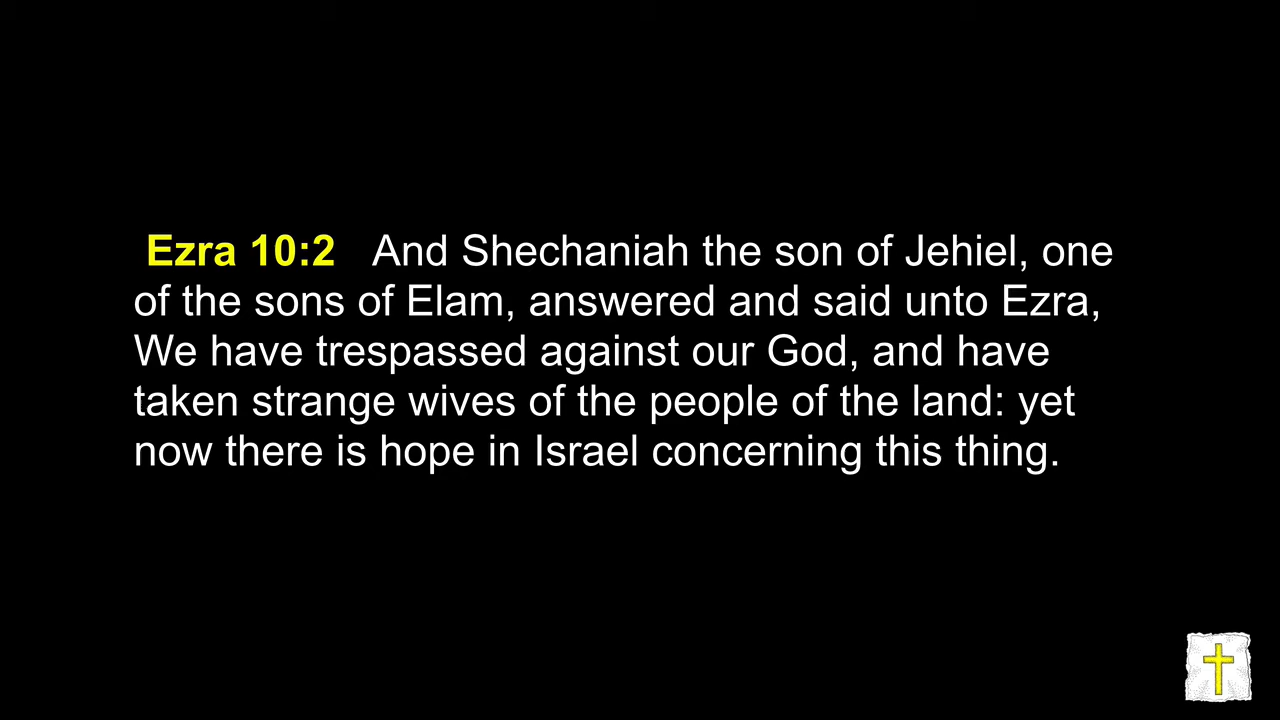 Ezra 10:2 And Shechaniah the son of Jehiel, one
of the sons of Elam, answered and said unto Ezra,
We have trespassed against our God, and have
taken strange wives of the people of the land: yet
now there is hope in Israel concerning this thing.